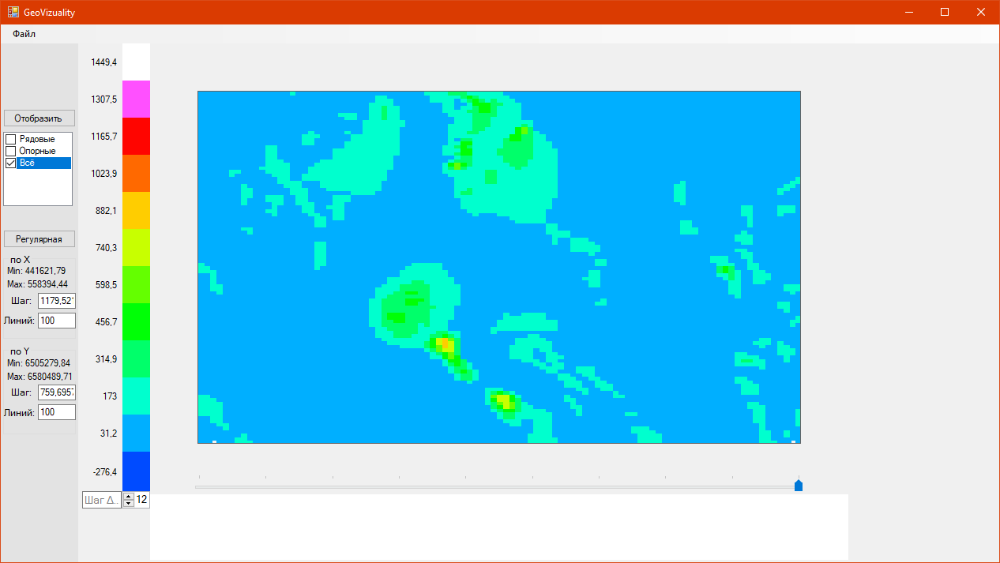 GeoVizuality
Файл
Отобразить
Рядовые
Опорные
Всё
Регулярная
по X
Min: 441621,79
Max: 558394,44
Шаг: 1179,521
Линий: 100
по Y
Min: 6505279,84
Max: 6580489,71
Шаг: 759,6957
Линий: 100
1449,4
1307,5
1165,7
1023,9
882,1
740,3
598,5
456,7
314,9
173
31,2
-276,4
Шаг Д.. 12